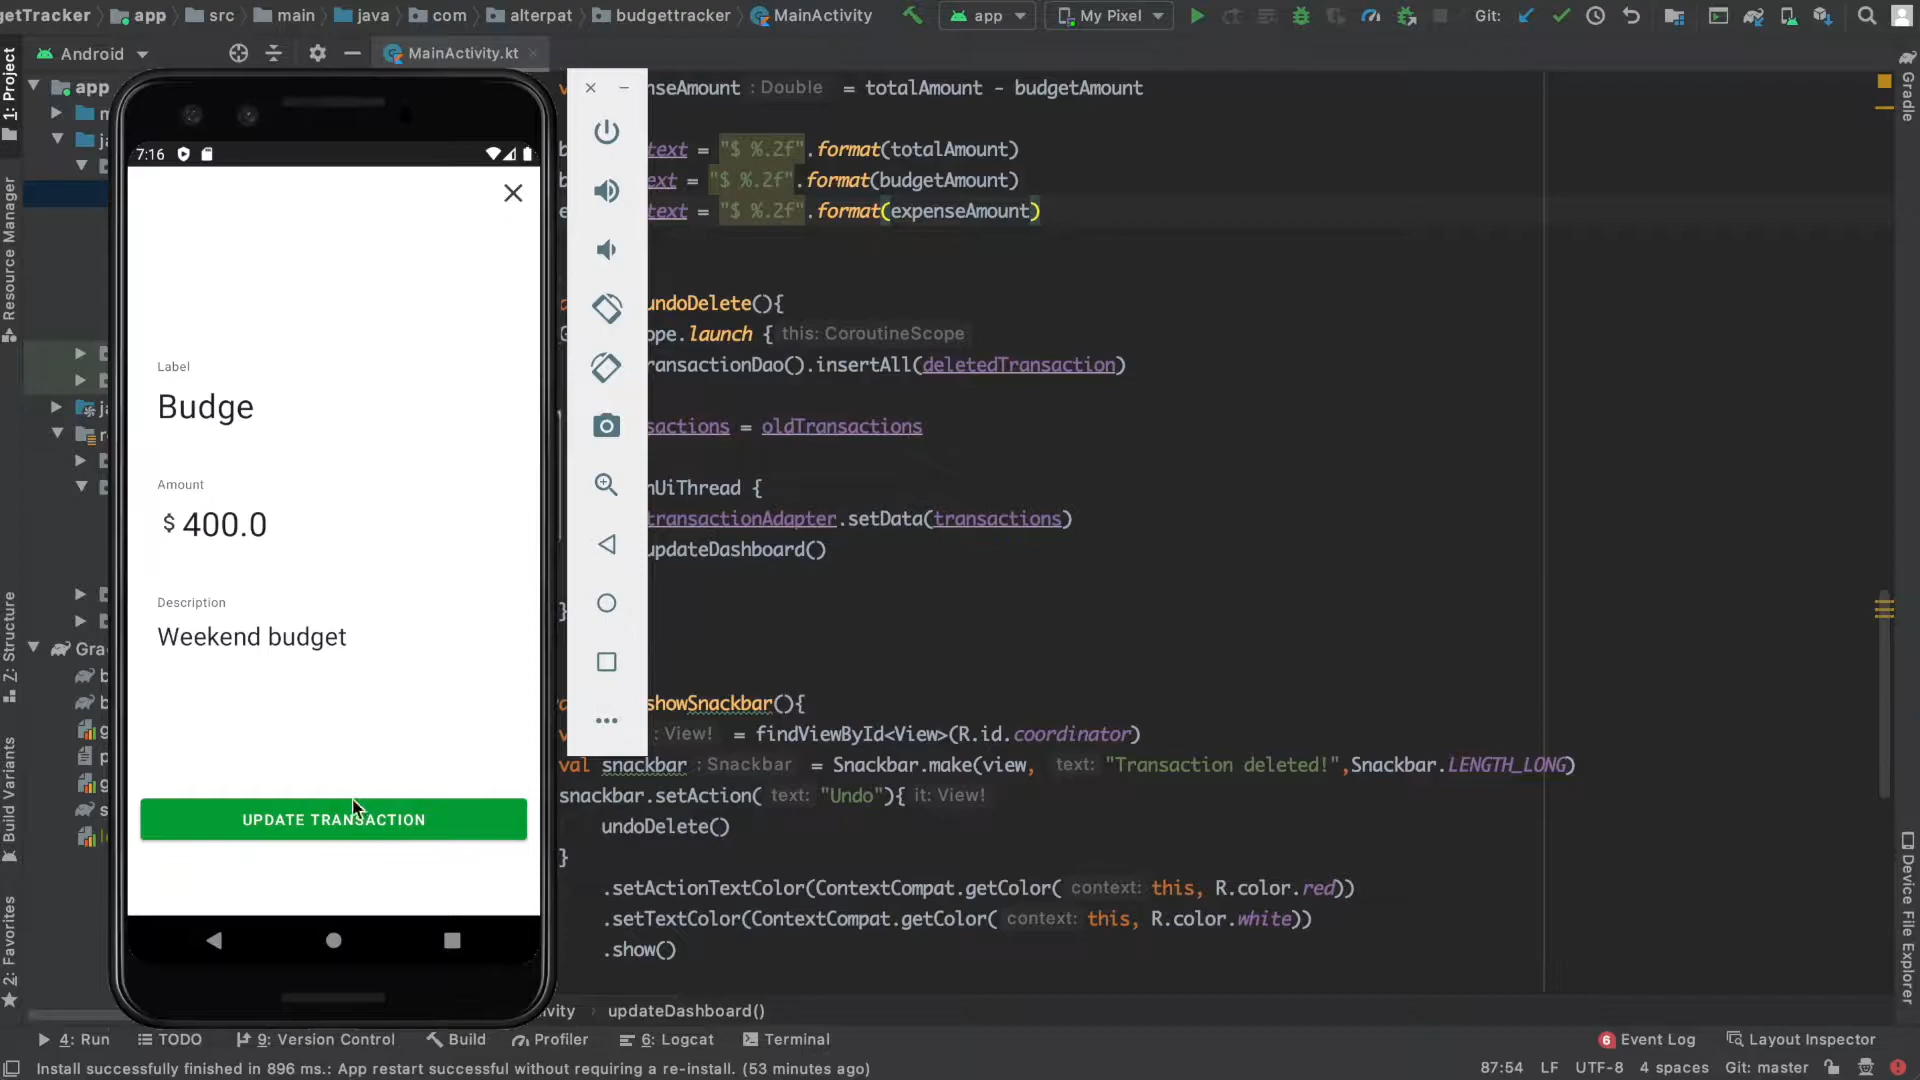 getTracker app src main java com alterpat budgettracker MainActivity app My Pixel Git:
Android MainActivity.kt
1: Project
Resource Manager
Z: Structure
Build Variants
2: Favorites
app
Gra
7:16
Label
Budge
Amount
$ 400.0
Description
Weekend budget
UPDATE TRANSACTION
nseAmount : Double = totalAmount - budgetAmount
text = "$ %.2f".format(totalAmount)
ext = "$ %.2f".format(budgetAmount)
text = "$ %.2f".format(expenseAmount)
undoDelete(){
ope.launch { this: CoroutineScope
ransactionDao().insertAll(deletedTransaction)
sactions = oldTransactions
nUiThread {
transactionAdapter.setData(transactions)
updateDashboard()
}
showSnackbar(){
: View! = findViewById<View>(R.id.coordinator)
val snackbar : Snackbar = Snackbar.make(view, text: "Transaction deleted!",Snackbar.LENGTH_LONG)
snackbar.setAction( text: "Undo"){ it: View!
undoDelete()
}
.setActionTextColor(ContextCompat.getColor( context: this, R.color.red))
.setTextColor(ContextCompat.getColor( context: this, R.color.white))
.show()
ivity updateDashboard()
Gradle
Device File Explorer
4: Run TODO 9: Version Control Build Profiler 6: Logcat Terminal 6 Event Log Layout Inspector
Install successfully finished in 896 ms.: App restart successful without requiring a re-install. (53 minutes ago) 87:54 LF UTF-8 4 spaces Git: master